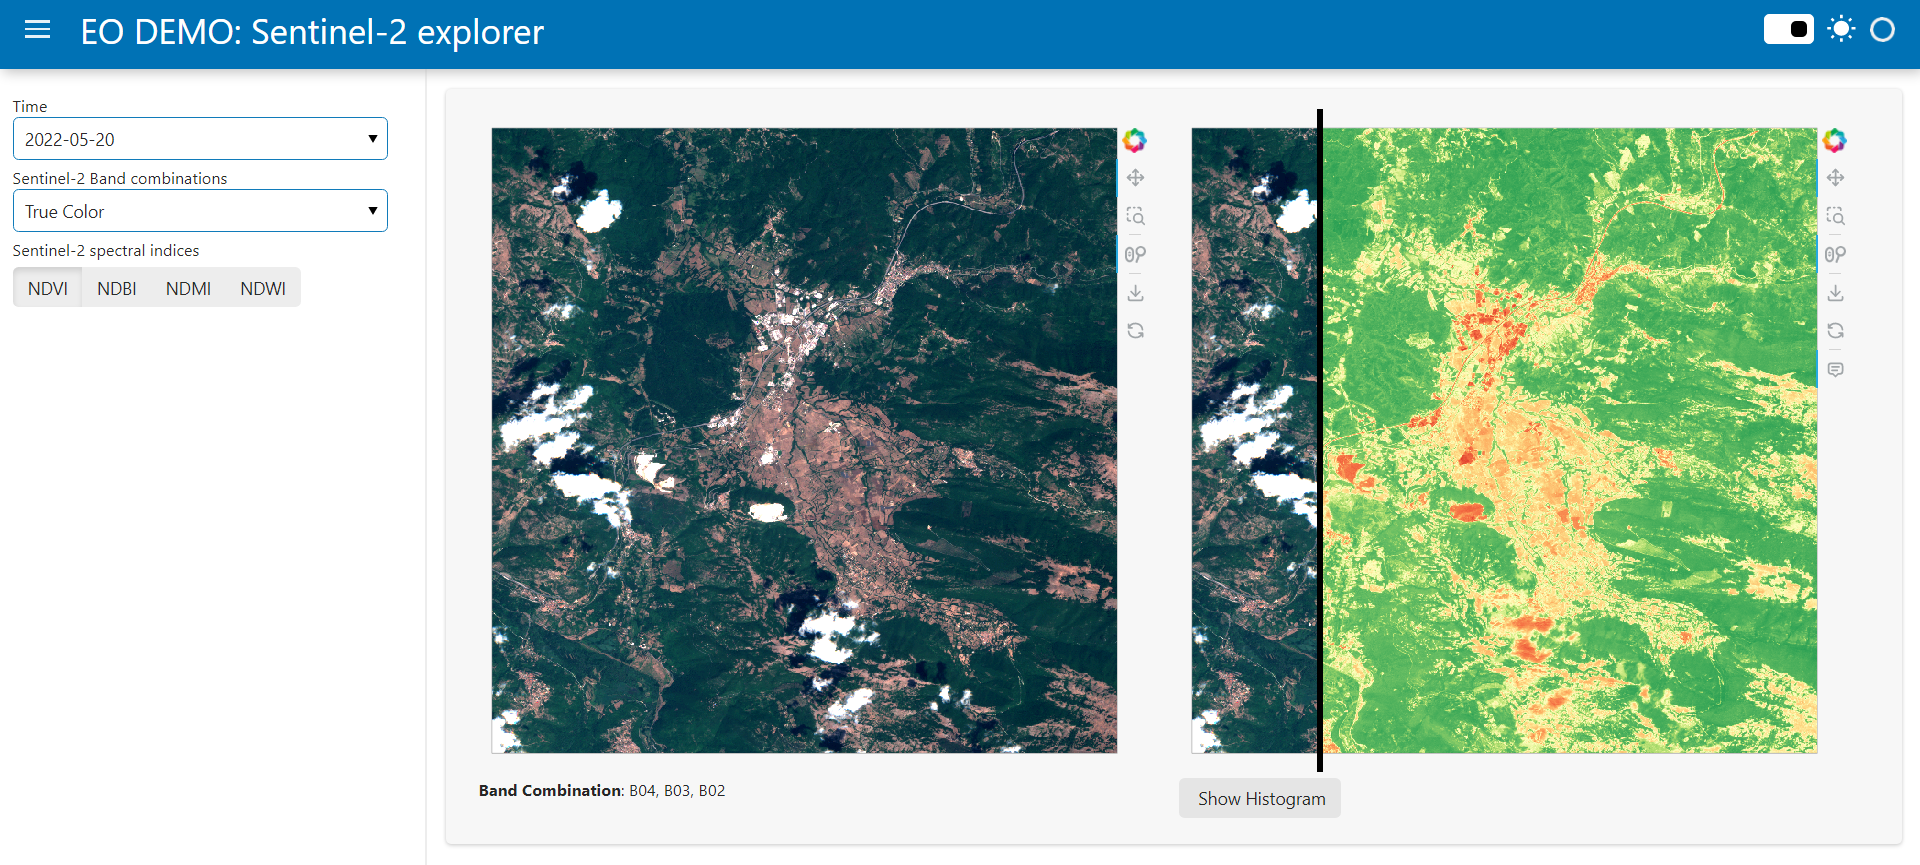 EO DEMO: Sentinel-2 explorer
Time
2022-05-20
Sentinel-2 Band combinations
True Color
Sentinel-2 spectral indices
NDVI NDBI NDMI NDWI
Band Combination: B04, B03, B02
Show Histogram